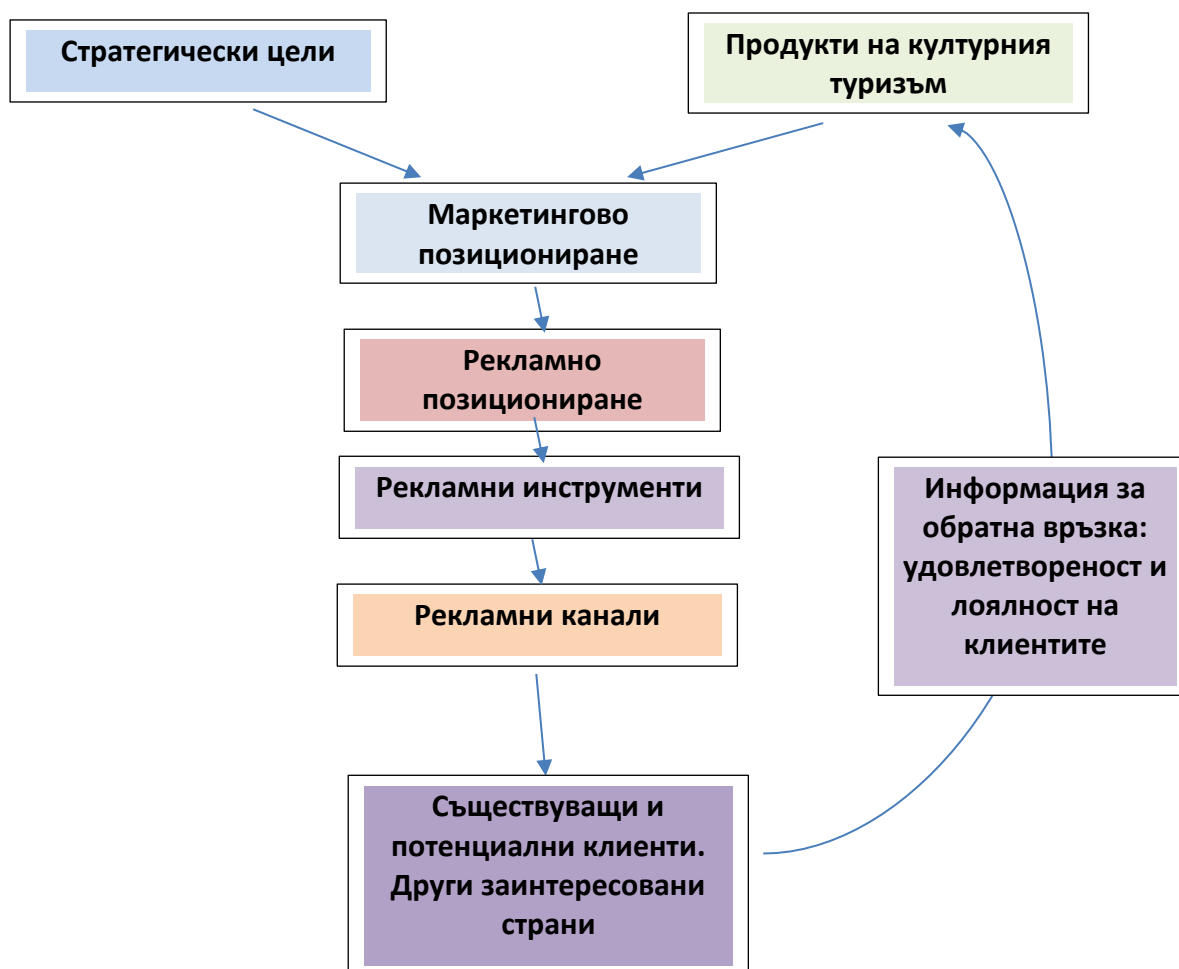 Стратегически цели
Продукти на културния
туризъм
Маркетингово
позициониране
Рекламно
позициониране
Рекламни инструменти
Рекламни канали
Информация за
обратна връзка:
удовлетвореност и
лоялност на
клиентите
Съществуващи и
потенциални клиенти.
Други заинтересовани
страни